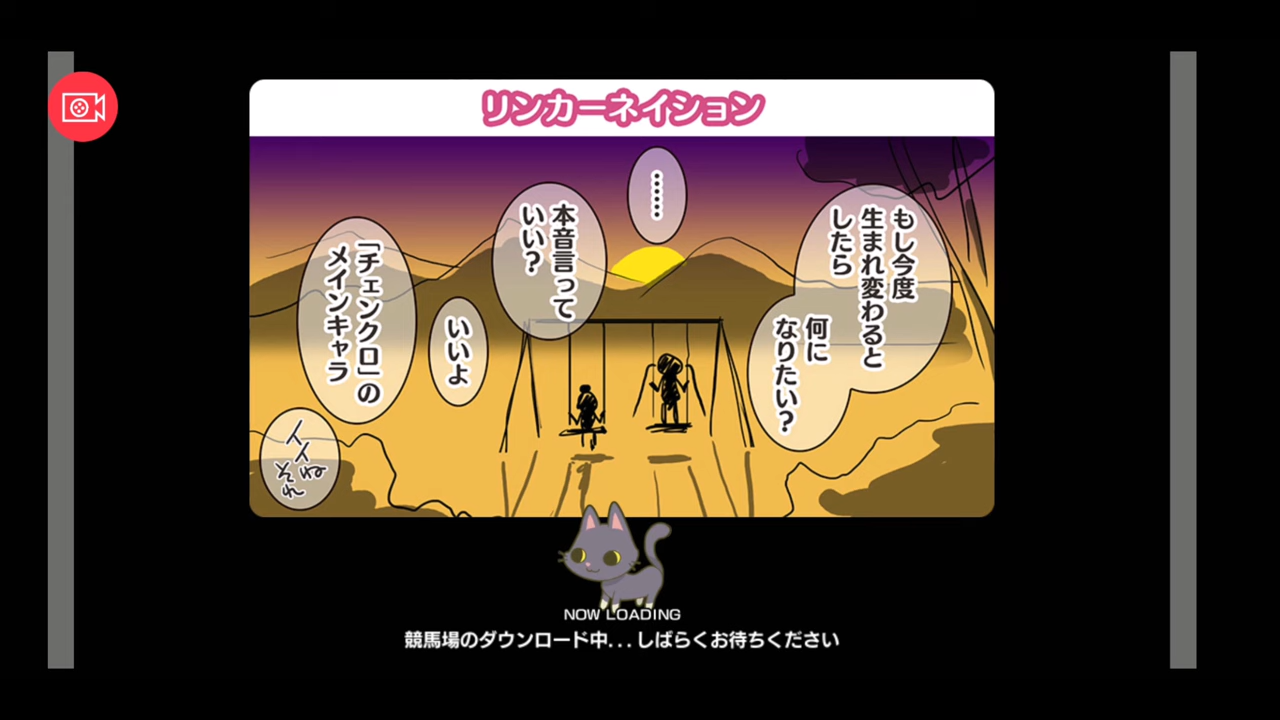 リンカーネイション
もし今度
生まれ変わると
したら
何に
なりたい?
……
本音言って
いい?
いいよ
「チェンクロ」の
メインキャラ
イイね
それ
NOW LOADING
競馬場のダウンロード中...しばらくお待ちください